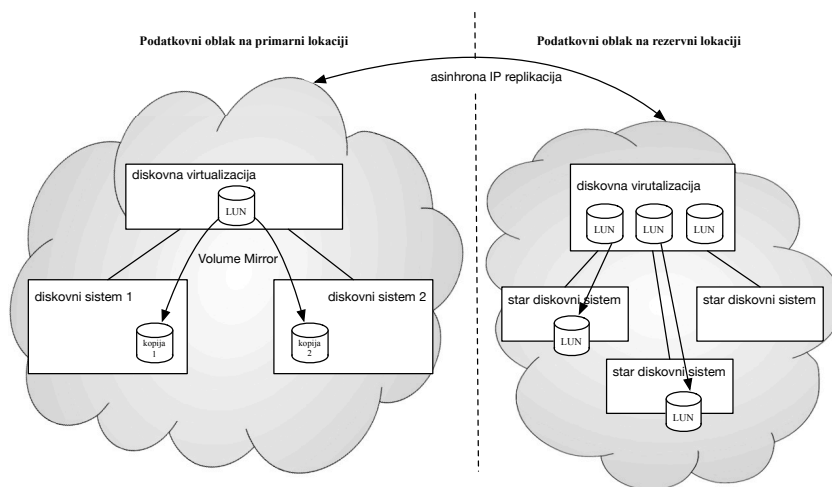 Podatkovni oblak na primarni lokaciji
Podatkovni oblak na rezervni lokaciji
asinhrona IP replikacija
diskovna virtualizacija
LUN
Volume Mirror
diskovni sistem 1
kopija
1
diskovni sistem 2
kopija
2
diskovna virutalizacija
LUN
LUN
LUN
star diskovni sistem
LUN
star diskovni sistem
star diskovni sistem
LUN